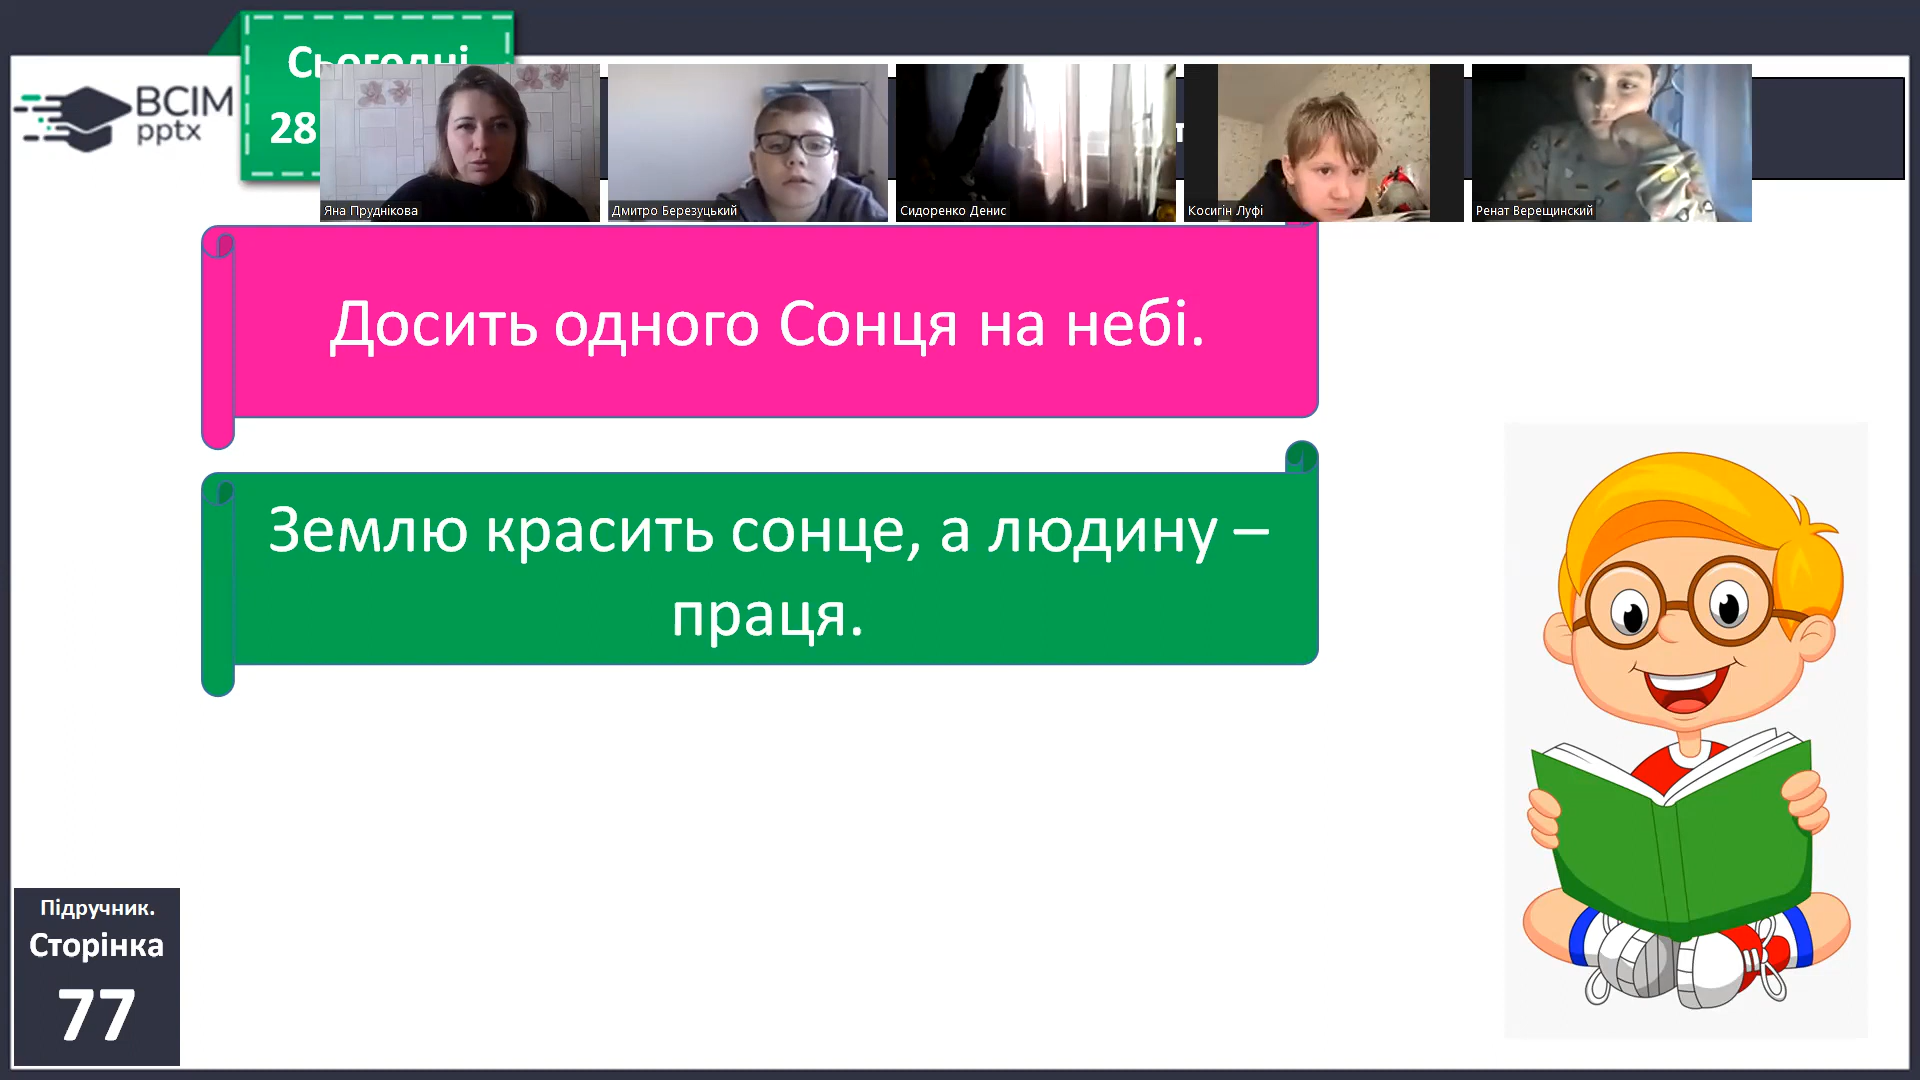 Сьогодні
28
ВСІМ
pptx
Яна Пруднікова
Дмитро Березуцький
Сидоренко Денис
Косигін Луфі
Ренат Верещинский
Досить одного Сонця на небі.
Землю красить сонце, а людину –
праця.
Підручник.
Сторінка
77